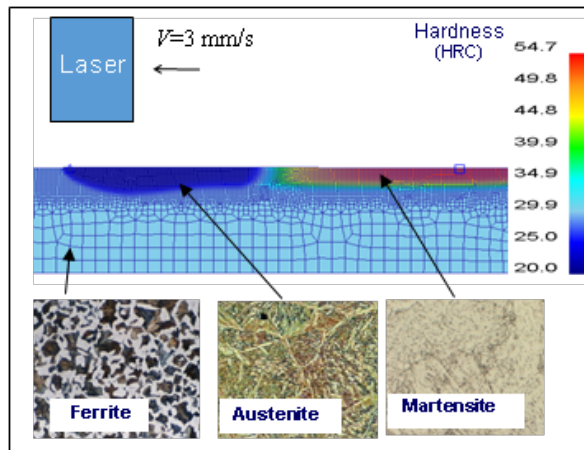 Laser
V=3 mm/s
Hardness
(HRC)
54.7
49.8
44.8
39.9
34.9
29.9
25.0
20.0
Ferrite
Austenite
Martensite